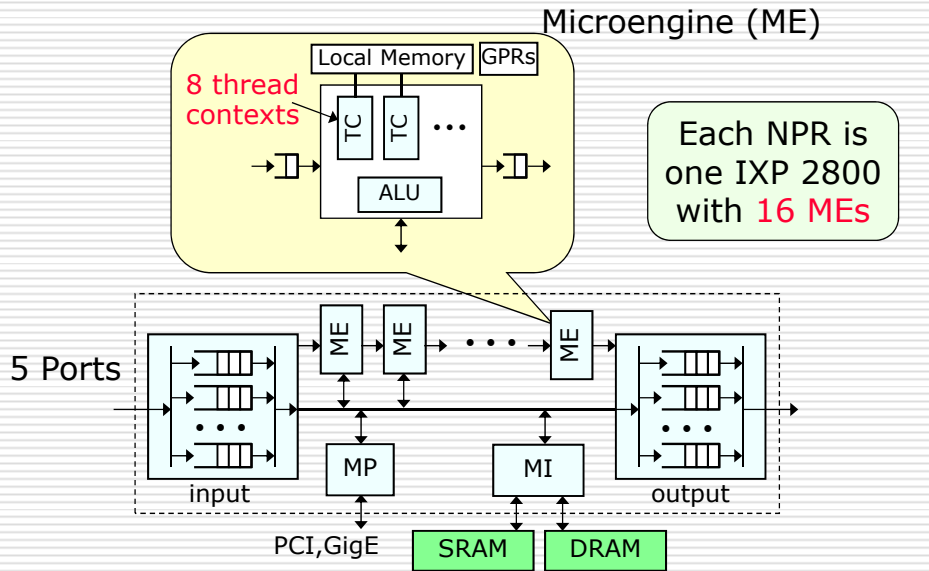 Microengine (ME)
Local Memory
GPRs
8 thread
contexts
TC
TC
• • •
ALU
Each NPR is
one IXP 2800
with 16 MEs
5 Ports
ME
ME
• • •
ME
• • •
• • •
input
MP
MI
output
PCI,GigE
SRAM
DRAM